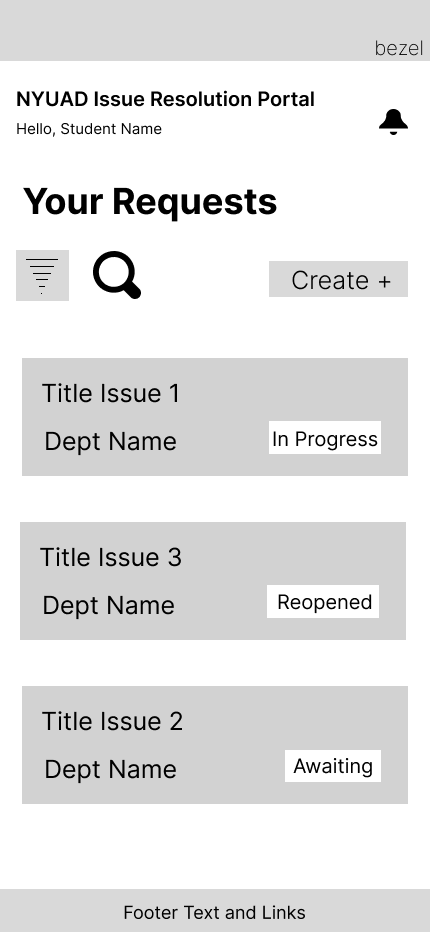 bezel
NYUAD Issue Resolution Portal
Hello, Student Name
Your Requests
Create +
Title Issue 1
Dept Name
In Progress
Title Issue 3
Dept Name
Reopened
Title Issue 2
Dept Name
Awaiting
Footer Text and Links